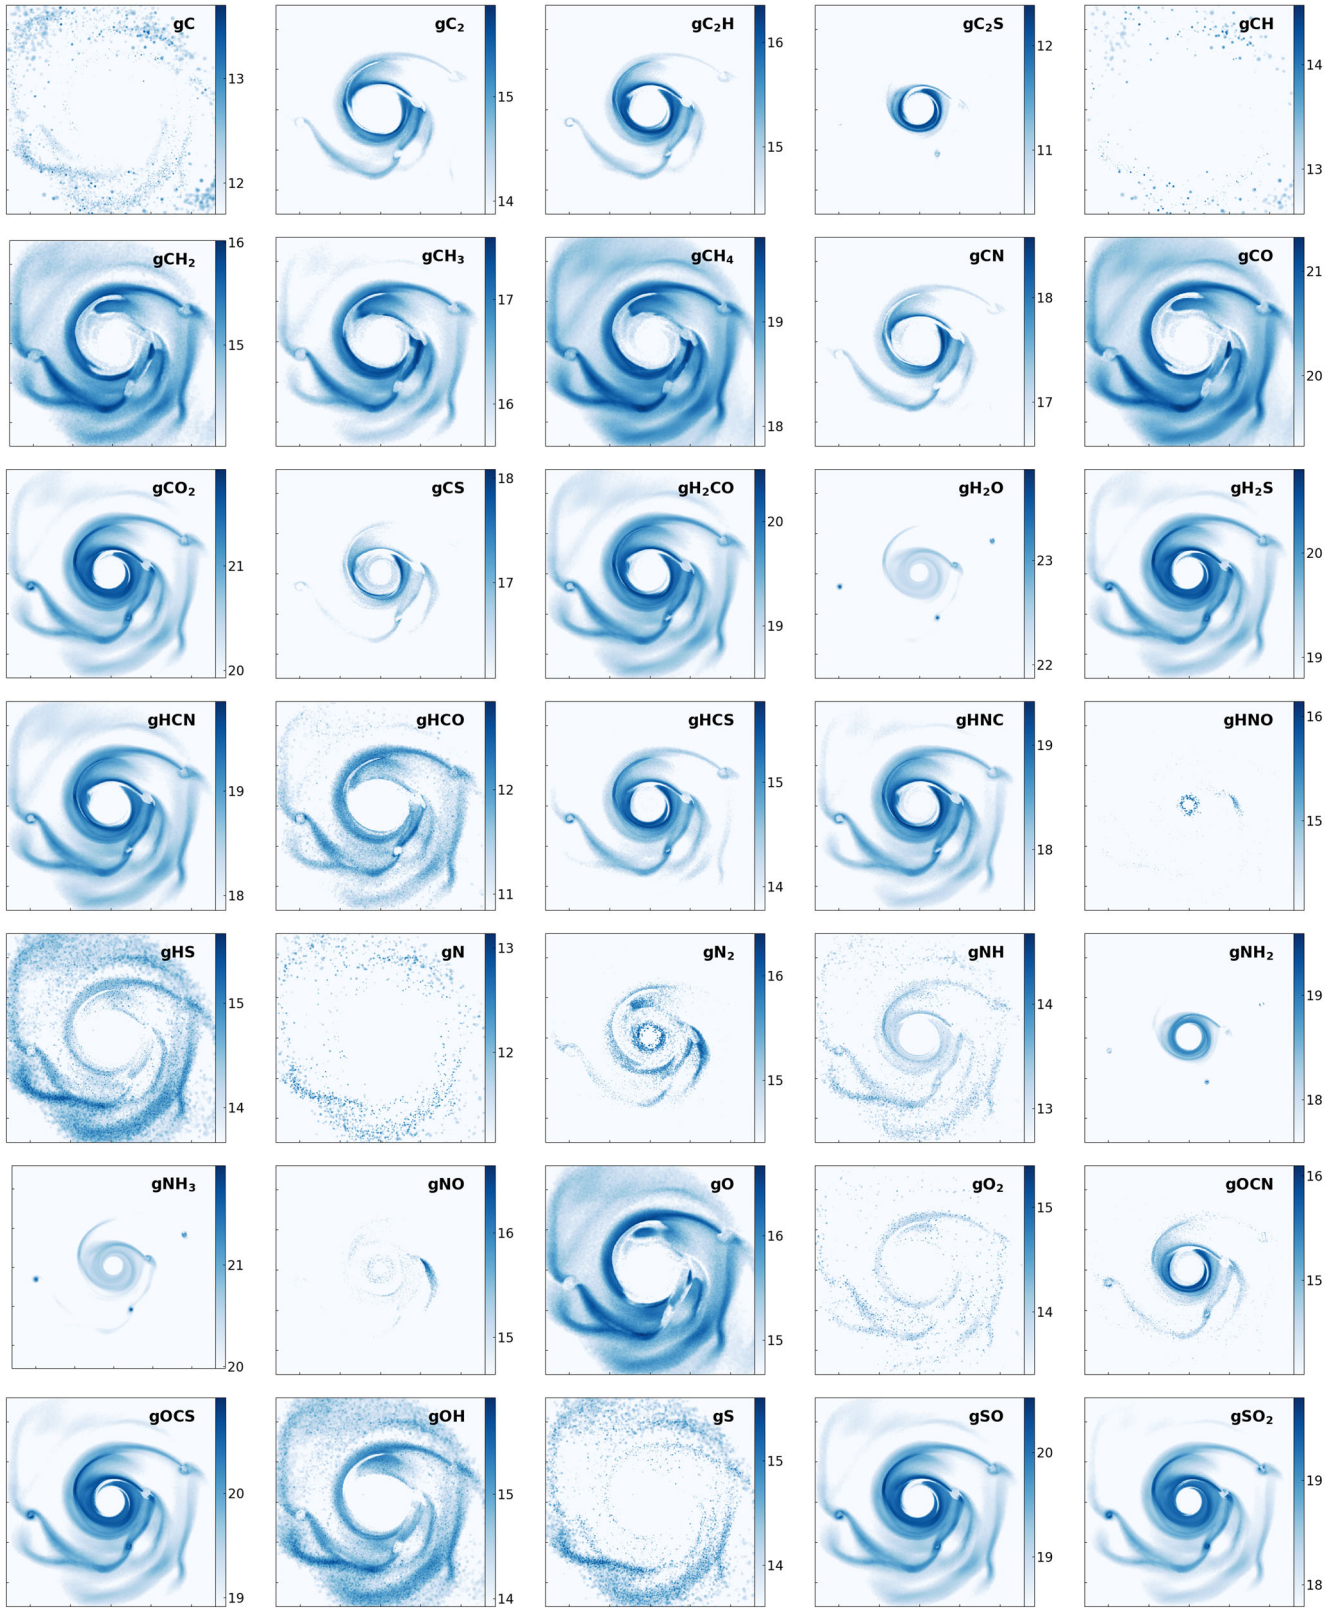 gC
13
12
gC₂
15
14
gC₂H
16
15
gC₂S
12
11
gCH
14
13
gCH₂
16
15
gCH₃
17
16
gCH₄
19
18
gCN
18
17
gCO
21
20
gCO₂
21
20
gCS
18
17
gH₂CO
20
19
gH₂O
23
22
gH₂S
20
19
gHCN
19
18
gHCO
12
11
gHCS
15
14
gHNC
19
18
gHNO
16
15
gHS
15
14
gN
13
12
gN₂
16
15
gNH
14
13
gNH₂
19
18
gNH₃
21
20
gNO
16
15
gO
16
15
gO₂
15
14
gOCN
16
15
gOCS
20
19
gOH
15
14
gS
15
14
gSO
20
19
gSO₂
19
18